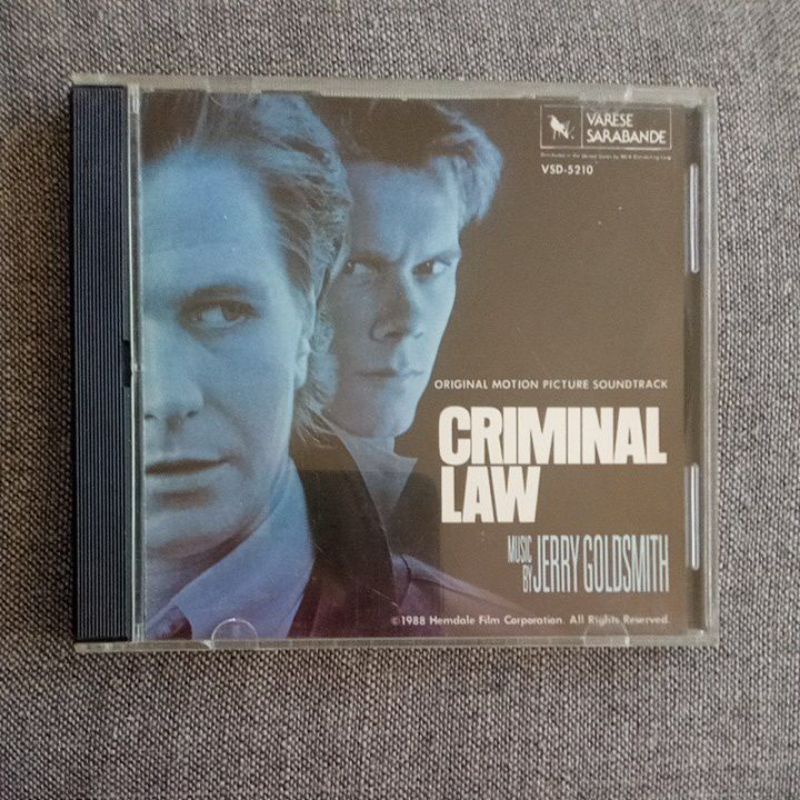 VARESE
SARABANDE
VSD-5210
ORIGINAL MOTION PICTURE SOUNDTRACK
CRIMINAL
LAW
MUSIC
BY JERRY GOLDSMITH
©1988 Hemdale Film Corporation. All Rights Reserved.